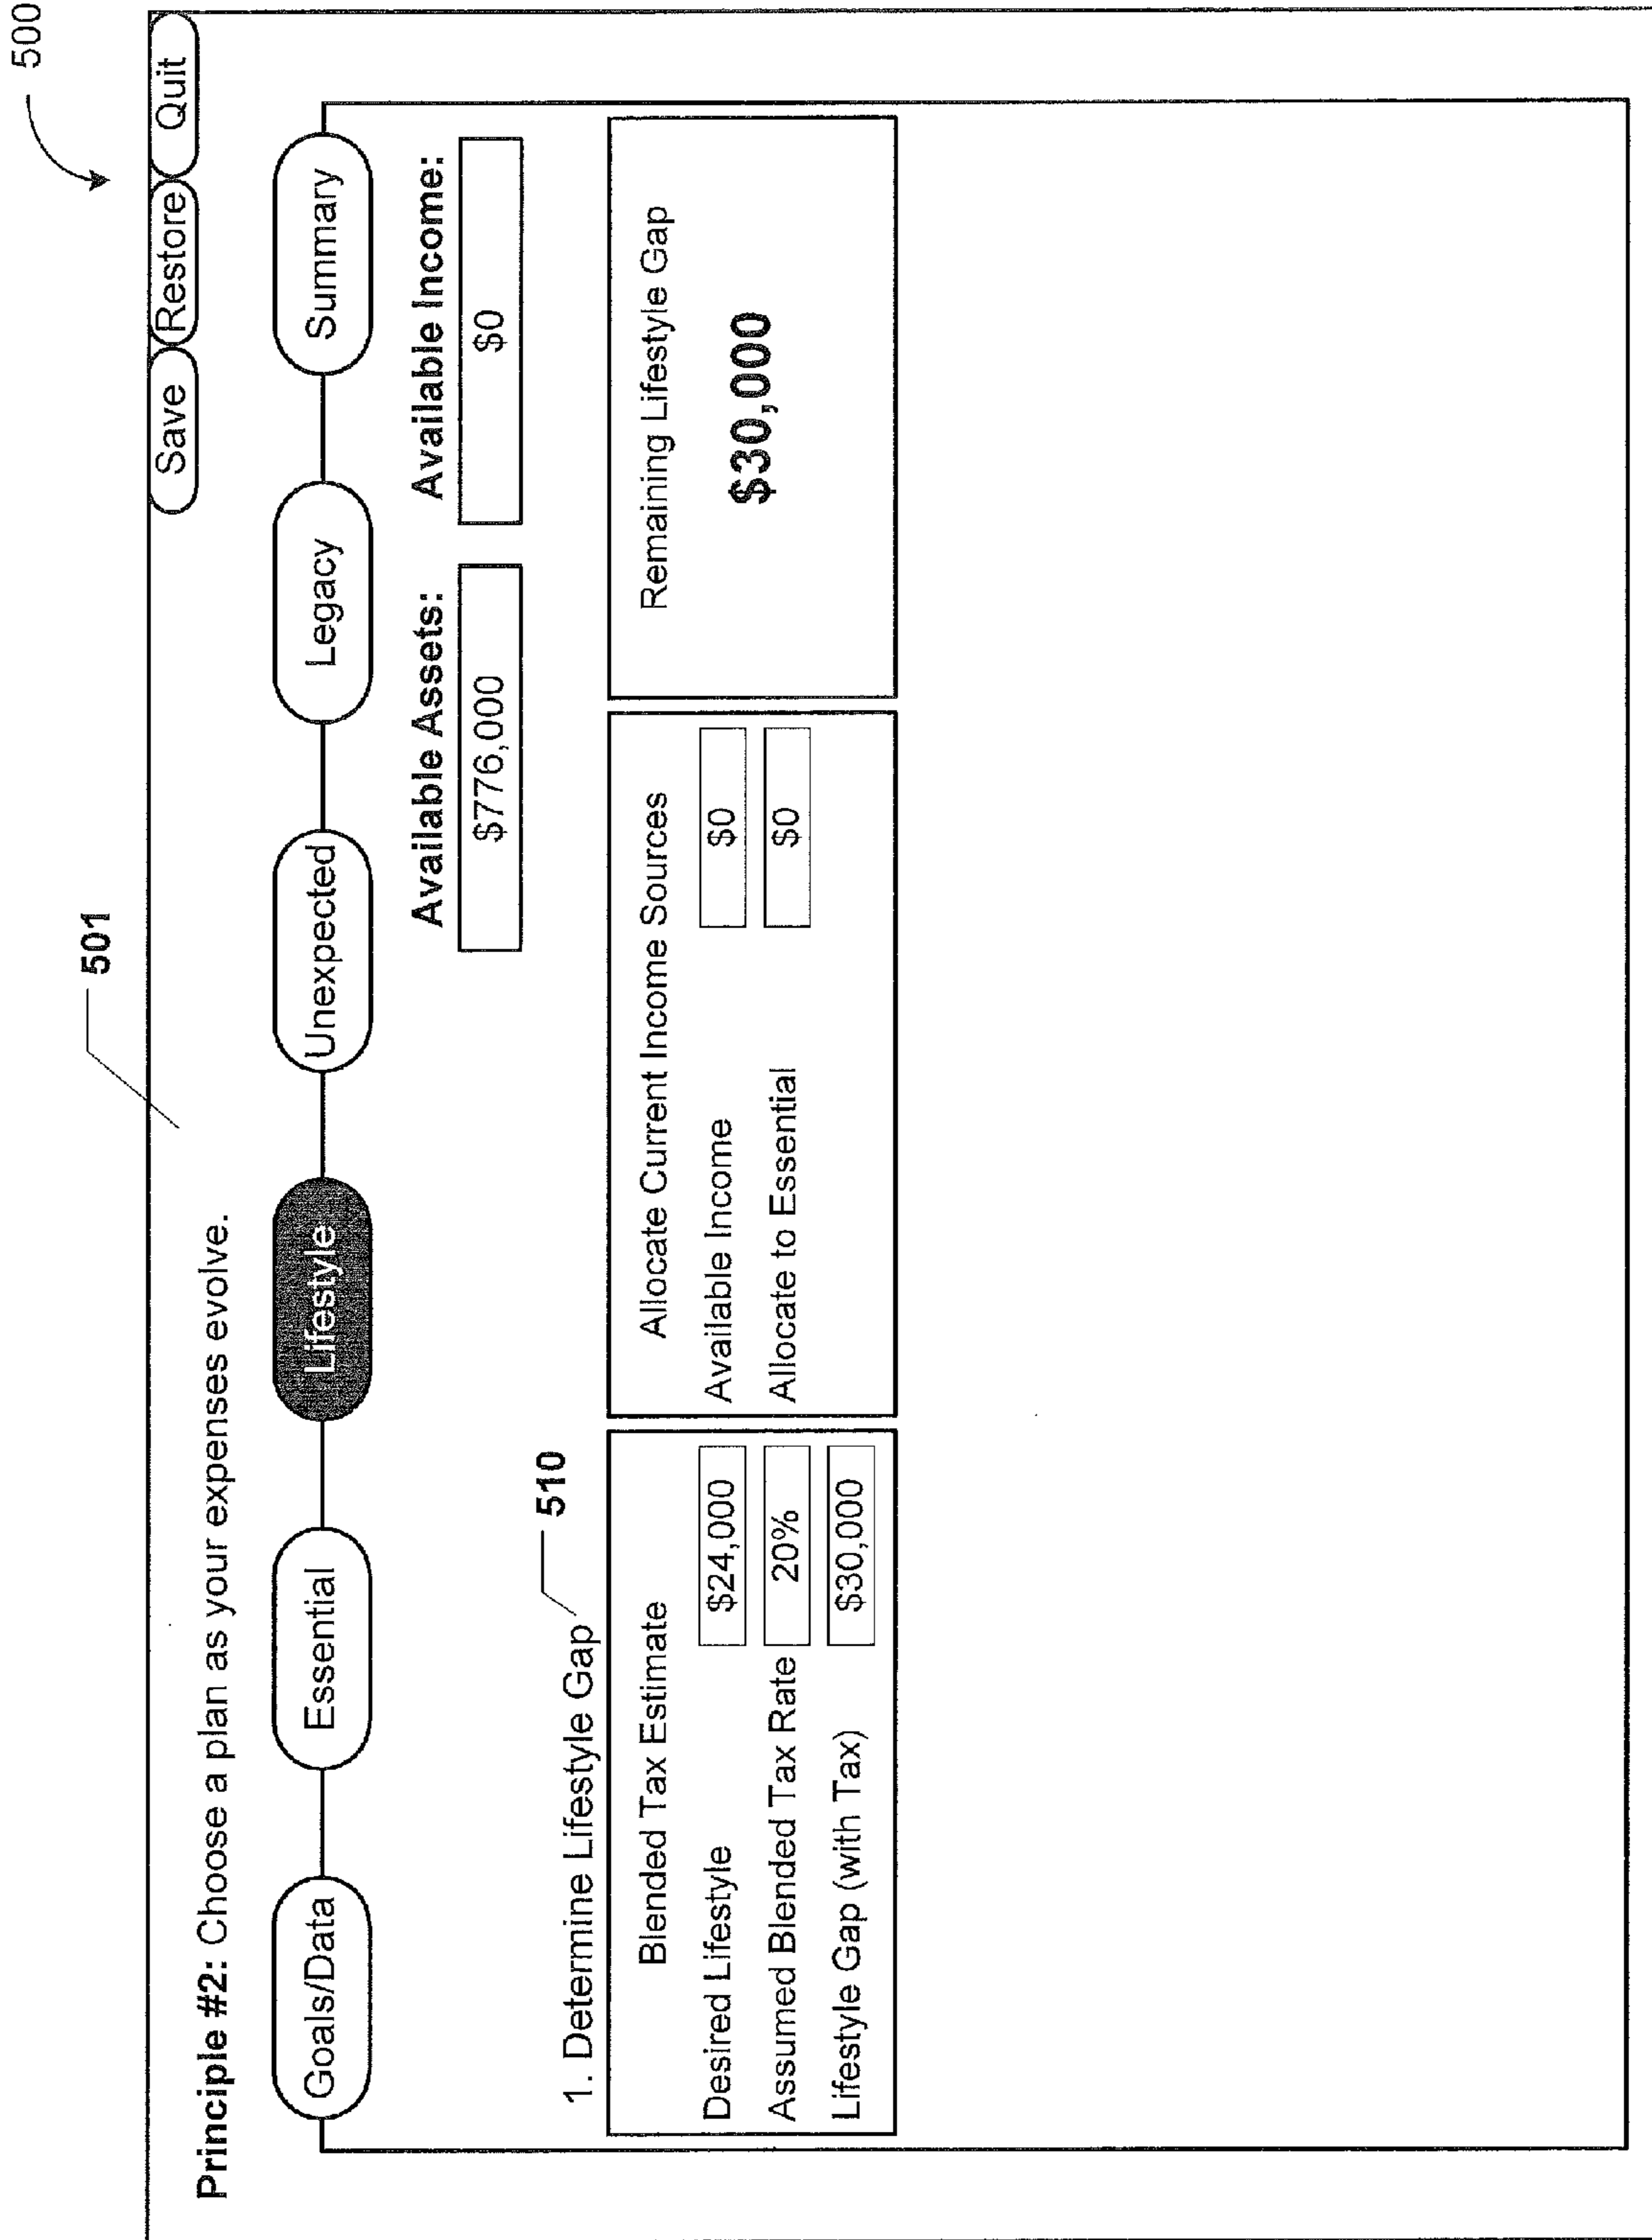 500
501
Save Restore Quit
Principle #2: Choose a plan as your expenses evolve.
Goals/Data Essential Lifestyle Unexpected Legacy Summary
Available Assets: Available Income:
$776,000 $0
510
1. Determine Lifestyle Gap
Blended Tax Estimate
Desired Lifestyle $24,000
Assumed Blended Tax Rate 20%
Lifestyle Gap (with Tax) $30,000
Allocate Current Income Sources
Available Income $0
Allocate to Essential $0
Remaining Lifestyle Gap
$30,000